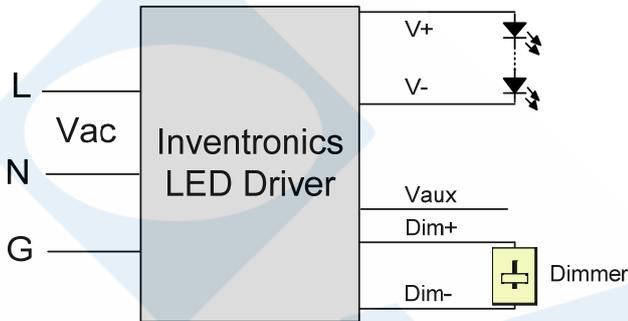 V+
L
V-
Vac
Inventronics
LED Driver
N
Vaux
Dim+
G
Dimmer
Dim-